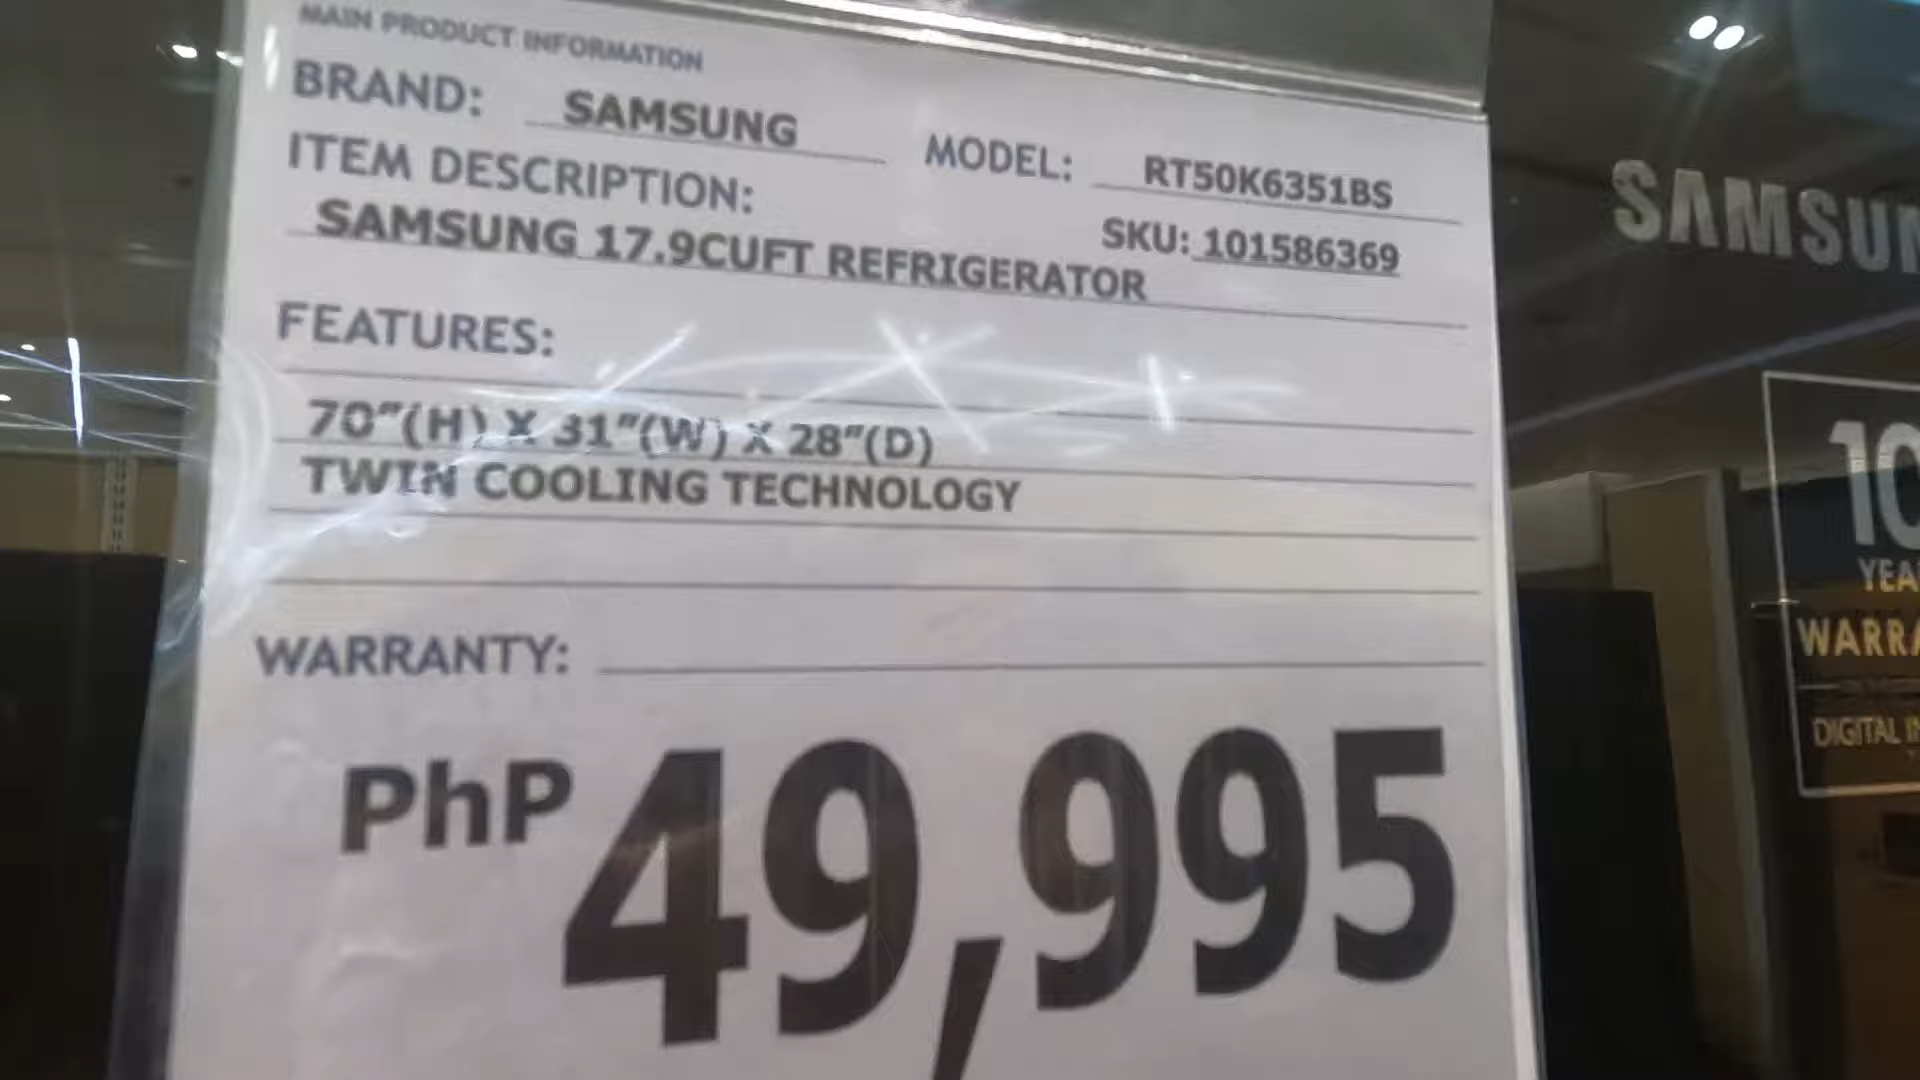 MAIN PRODUCT INFORMATION
BRAND: SAMSUNG
MODEL: RT50K6351BS
ITEM DESCRIPTION:
SKU: 101586369
SAMSUNG 17.9CUFT REFRIGERATOR
FEATURES:
70"(H) X 31"(W) X 28"(D)
TWIN COOLING TECHNOLOGY
WARRANTY:
PhP 49,995
SAMSUN
10
YEA
WARRA
DIGITAL IN